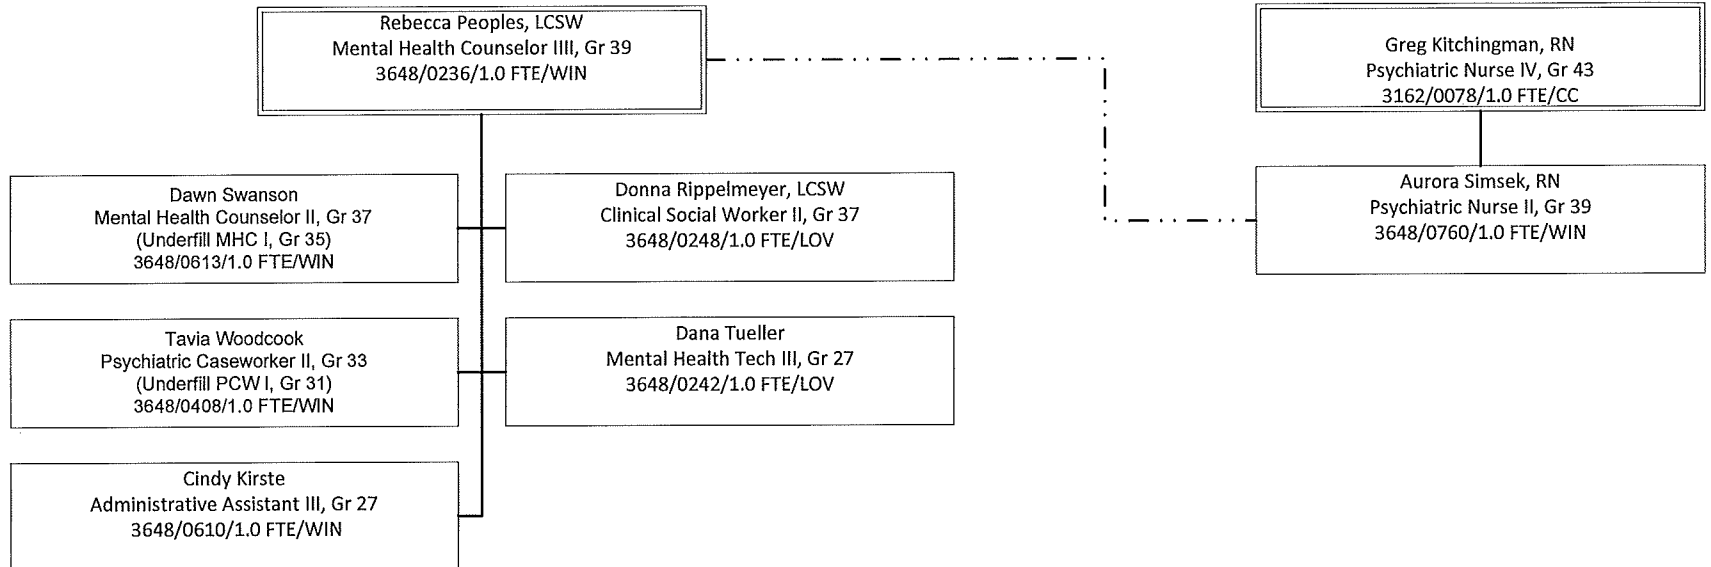 Rebecca Peoples, LCSW
Mental Health Counselor IIII, Gr 39
3648/0236/1.0 FTE/WIN
Greg Kitchingman, RN
Psychiatric Nurse IV, Gr 43
3162/0078/1.0 FTE/CC
Dawn Swanson
Mental Health Counselor II, Gr 37
(Underfill MHC I, Gr 35)
3648/0613/1.0 FTE/WIN
Donna Rippelmeyer, LCSW
Clinical Social Worker II, Gr 37
3648/0248/1.0 FTE/LOV
Aurora Simsek, RN
Psychiatric Nurse II, Gr 39
3648/0760/1.0 FTE/WIN
Tavia Woodcook
Psychiatric Caseworker II, Gr 33
(Underfill PCW I, Gr 31)
3648/0408/1.0 FTE/WIN
Dana Tueller
Mental Health Tech III, Gr 27
3648/0242/1.0 FTE/LOV
Cindy Kirste
Administrative Assistant III, Gr 27
3648/0610/1.0 FTE/WIN